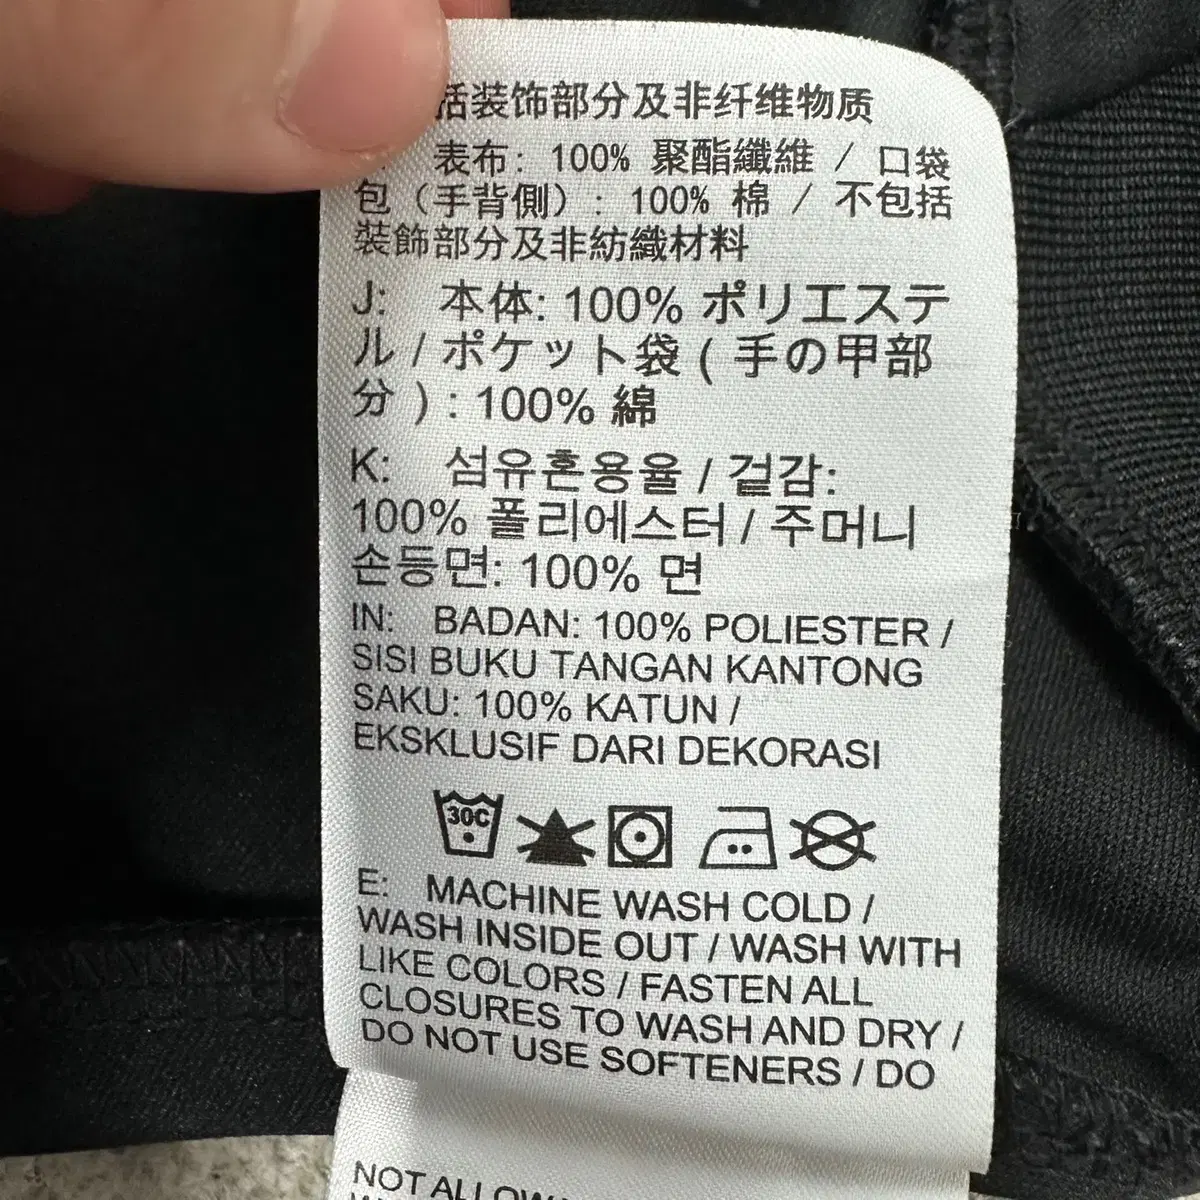 括装饰部分及非纤维物质
表布: 100% 聚酯纖維 / 口袋
包（手背側）: 100% 棉 / 不包括
裝飾部分及非紡織材料
J: 本体: 100% ポリエステ
ル / ポケット袋 ( 手の甲部
分 ) : 100% 綿
K: 섬유혼용율 / 겉감:
100% 폴리에스터 / 주머니
손등면: 100% 면
IN: BADAN: 100% POLIESTER /
SISI BUKU TANGAN KANTONG
SAKU: 100% KATUN /
EKSKLUSIF DARI DEKORASI
30C
E: MACHINE WASH COLD /
WASH INSIDE OUT / WASH WITH
LIKE COLORS / FASTEN ALL
CLOSURES TO WASH AND DRY /
DO NOT USE SOFTENERS / DO
NOT